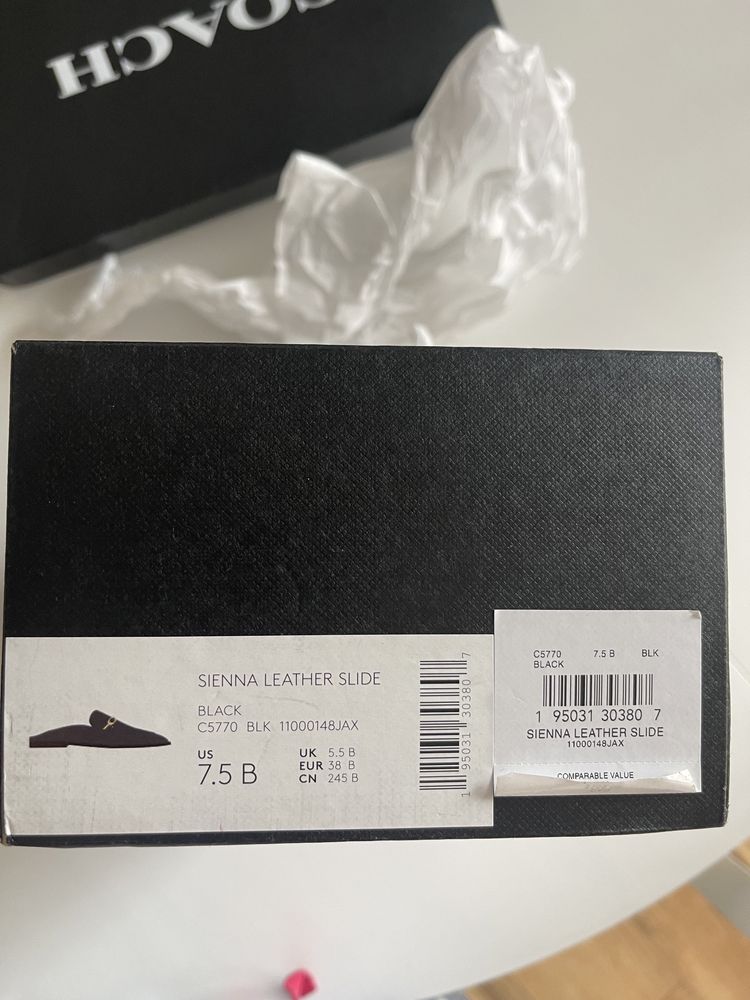 COACH
SIENNA LEATHER SLIDE
BLACK
C5770 BLK 11000148JAX
US
7.5 B
UK 5.5 B
EUR 38 B
CN 245 B
1 95031 30380 7
C5770 7.5 B BLK
BLACK
1 95031 30380 7
SIENNA LEATHER SLIDE
11000148JAX
COMPARABLE VALUE